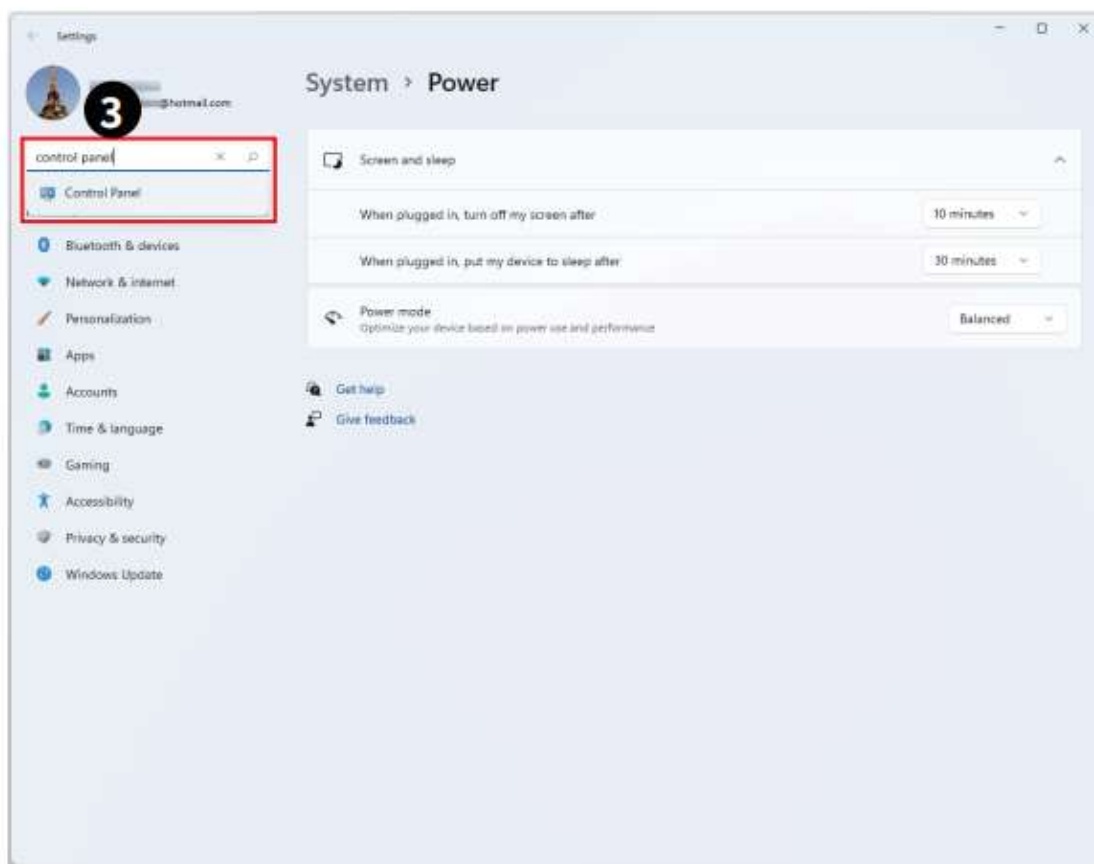 Settings
3
@hotmail.com
control panel
Control Panel
Bluetooth & devices
Network & internet
Personalization
Apps
Accounts
Time & language
Gaming
Accessibility
Privacy & security
Windows Update
System > Power
Screen and sleep
When plugged in, turn off my screen after
10 minutes
When plugged in, put my device to sleep after
30 minutes
Power mode
Balanced
Optimize your device based on power use and performance
Get help
Give feedback